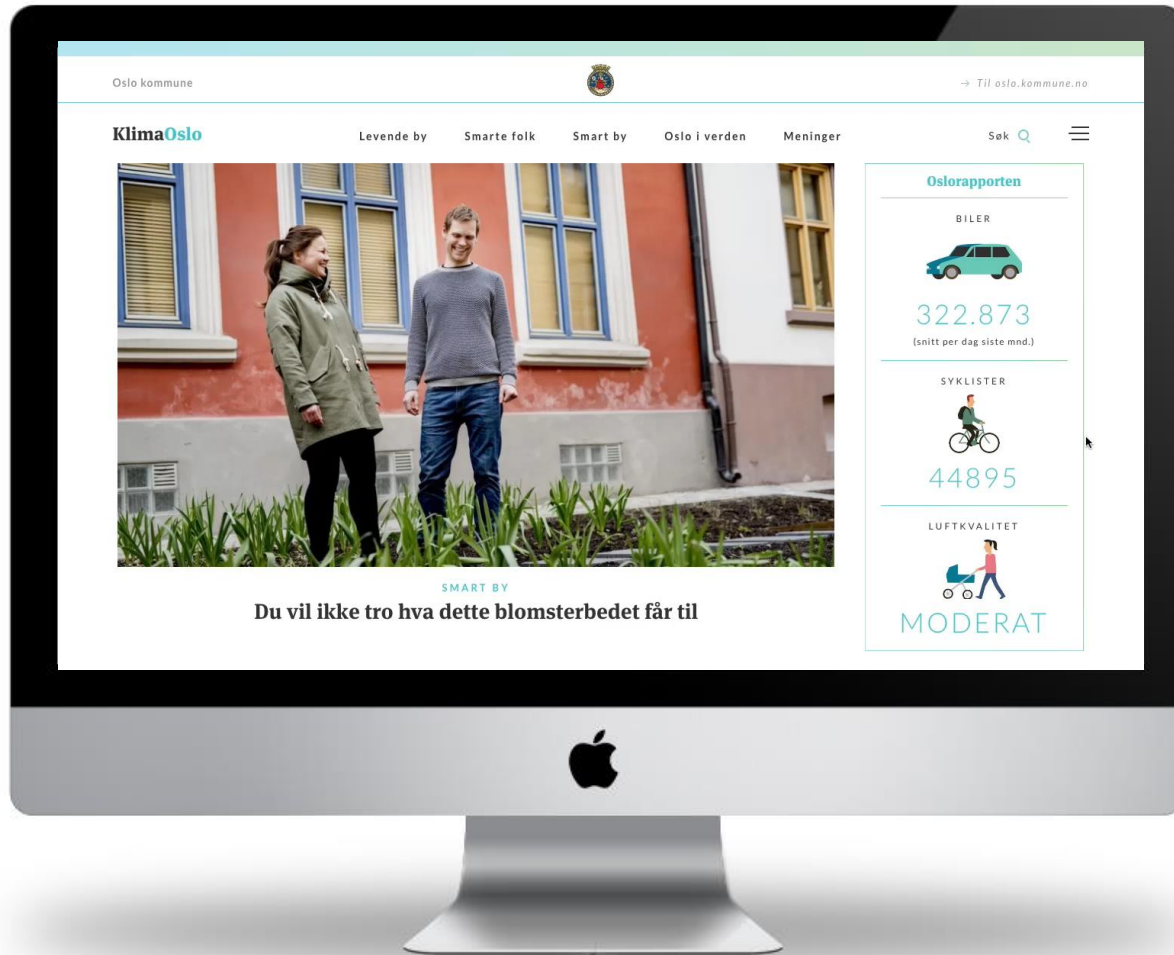 Oslo kommune
→ Til oslo.kommune.no
KlimaOslo
Levende by
Smarte folk
Smart by
Oslo i verden
Meninger
Søk
SMART BY
Du vil ikke tro hva dette blomsterbedet får til
Oslorapporten
BILER
322.873
(snitt per dag siste mnd.)
SYKLISTER
44895
LUFTKVALITET
MODERAT